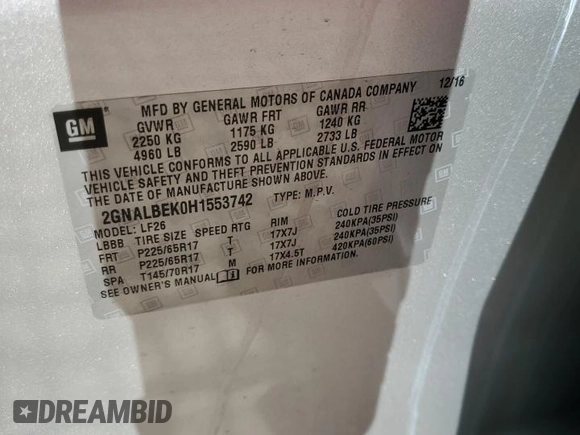 MFD BY GENERAL MOTORS OF CANADA COMPANY 12/16
GM
GVWR GAWR FRT GAWR RR
2250 KG 1175 KG 1240 KG
4960 LB 2590 LB 2733 LB
THIS VEHICLE CONFORMS TO ALL APPLICABLE U.S. FEDERAL MOTOR
VEHICLE SAFETY AND THEFT PREVENTION STANDARDS IN EFFECT ON
THE DATE OF MANUFACTURE SHOWN ABOVE.
2GNALBEK0H1553742 TYPE: M.P.V.
MODEL: LF26
LBBB TIRE SIZE SPEED RTG RIM COLD TIRE PRESSURE
FRT P225/65R17 T 17X7J 240KPA(35PSI)
RR P225/65R17 T 17X7J 240KPA(35PSI)
SPA T145/70R17 M 17X4.5T 420KPA(60PSI)
SEE OWNER'S MANUAL FOR MORE INFORMATION.
DREAMBID